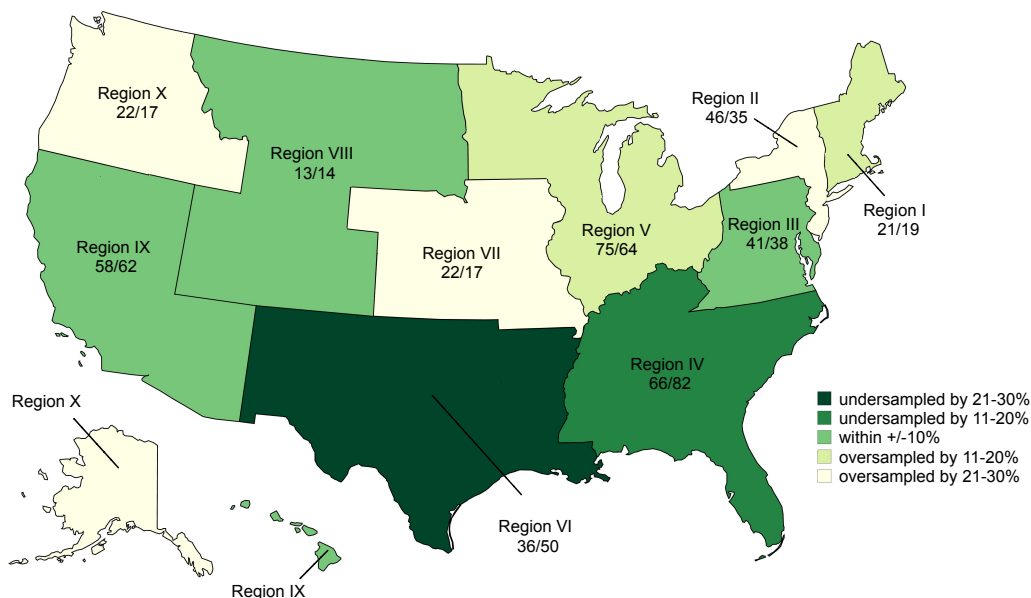 Region X
22/17
Region VIII
13/14
Region II
46/35
Region I
21/19
Region III
41/38
Region IX
58/62
Region VII
22/17
Region V
75/64
Region IV
66/82
Region X
Region VI
36/50
Region IX
undersampled by 21-30%
undersampled by 11-20%
within +/-10%
oversampled by 11-20%
oversampled by 21-30%